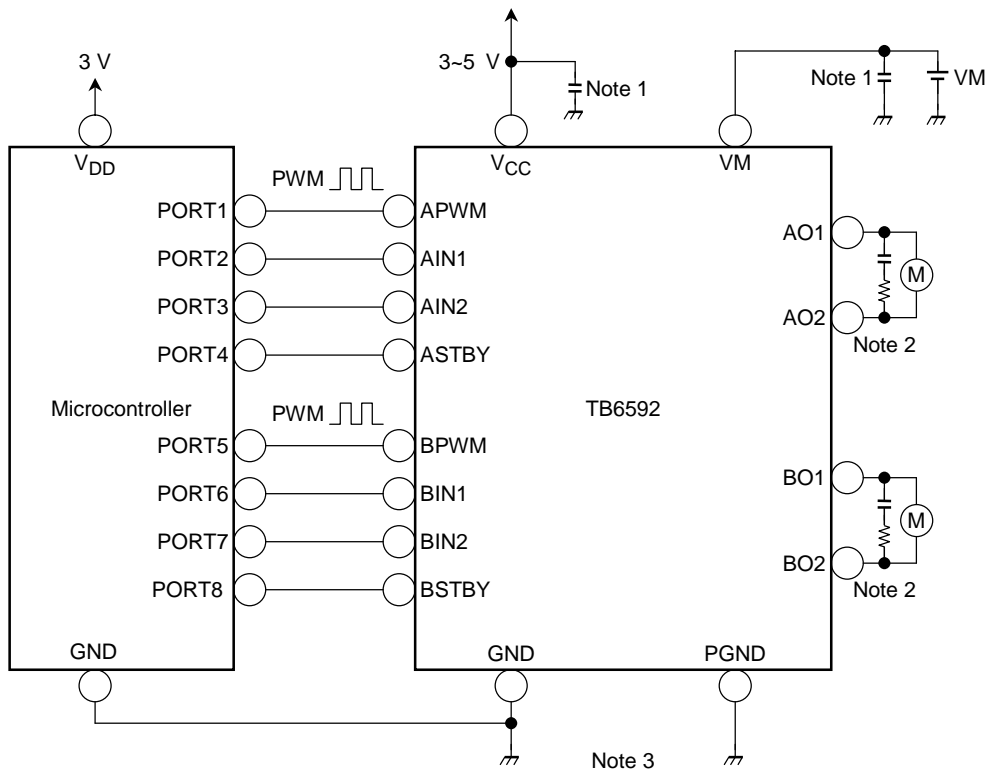 3 V
3~5 V
Note 1
Note 1
VM
VDD
VCC
VM
PWM
PORT1
APWM
PORT2
AIN1
PORT3
AIN2
PORT4
ASTBY
AO1
M
AO2
Note 2
Microcontroller
PWM
TB6592
PORT5
BPWM
PORT6
BIN1
PORT7
BIN2
PORT8
BSTBY
BO1
M
BO2
Note 2
GND
GND
PGND
Note 3